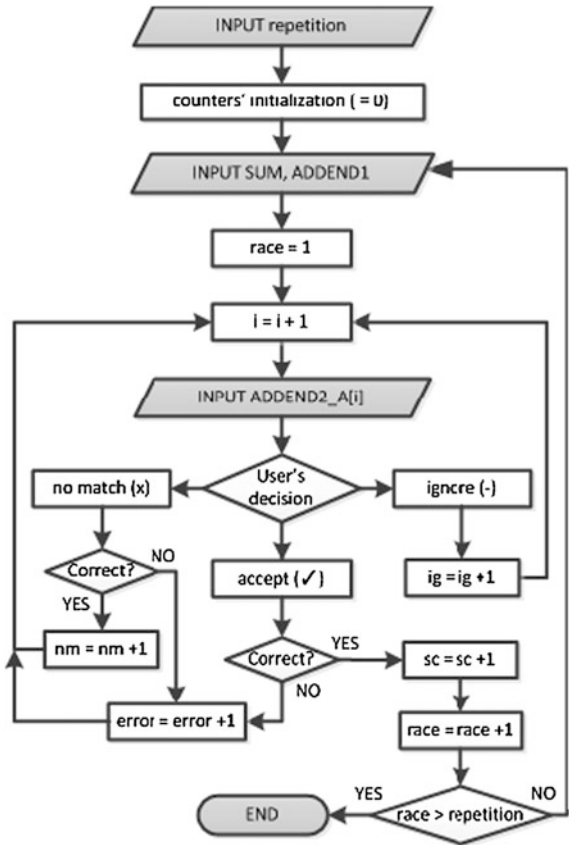 INPUT repetition
counters' initialization ( = 0)
INPUT SUM, ADDEND1
race = 1
i = i + 1
INPUT ADDEND2_A[i]
User's
decision
no match (x)
ignore (-)
Correct?
NO
YES
accept (✓)
ig = ig +1
nm = nm +1
Correct?
YES
NO
sc = sc +1
error = error +1
race = race +1
YES
NO
END
race > repetition